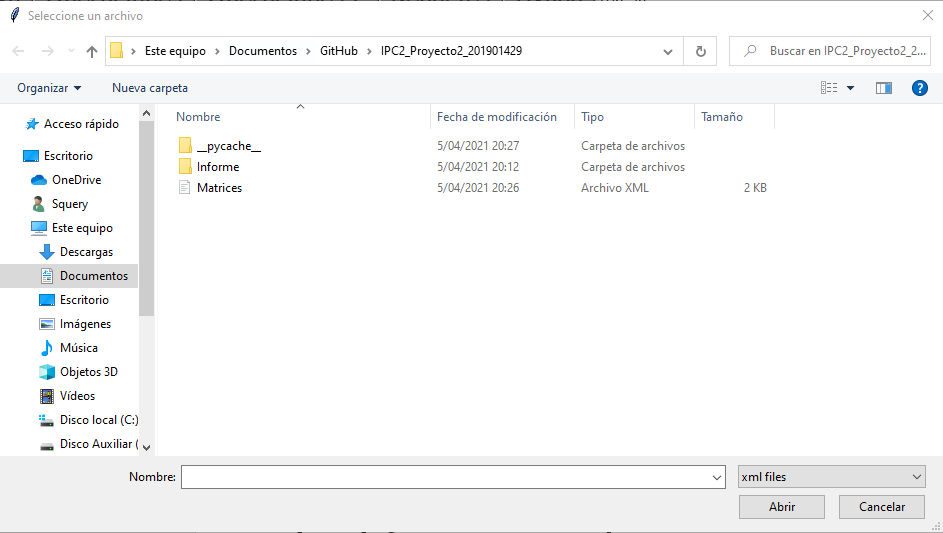 Seleccione un archivo
Este equipo › Documentos › GitHub › IPC2_Proyecto2_201901429
Buscar en IPC2_Proyecto2_2...
Organizar Nueva carpeta
?
Nombre Fecha de modificación Tipo Tamaño
__pycache__ 5/04/2021 20:27 Carpeta de archivos
Informe 5/04/2021 20:12 Carpeta de archivos
Matrices 5/04/2021 20:26 Archivo XML 2 KB
Acceso rápido
Escritorio
OneDrive
Squery
Este equipo
Descargas
Documentos
Escritorio
Imágenes
Música
Objetos 3D
Vídeos
Disco local (C:)
Disco Auxiliar (
Nombre:
xml files
Abrir Cancelar